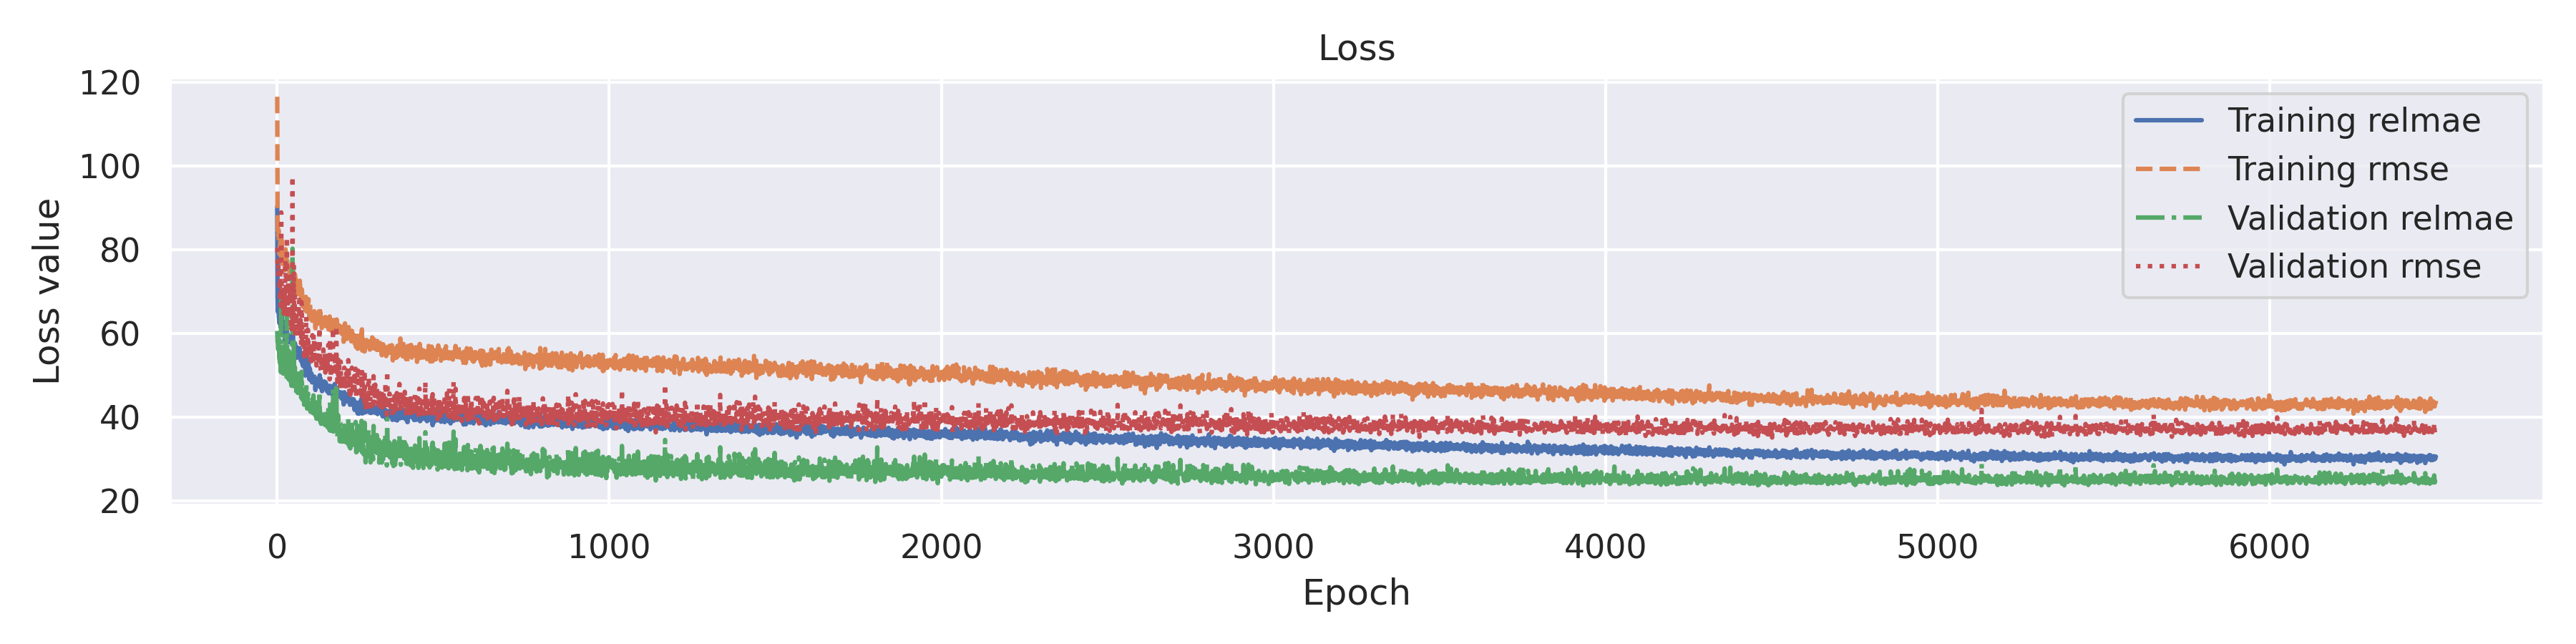 Loss
120
100
80
60
40
20
Loss value
Training relmae
Training rmse
Validation relmae
Validation rmse
0 1000 2000 3000 4000 5000 6000
Epoch